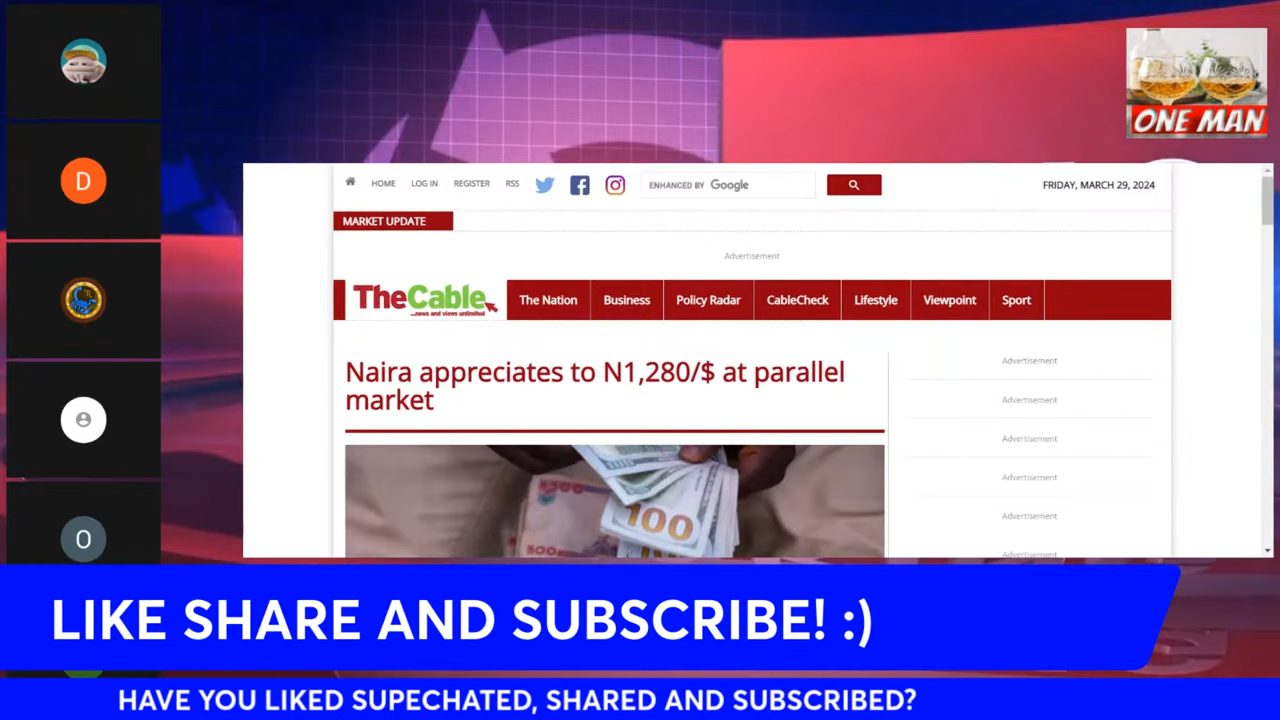 ONE MAN
HOME LOG IN REGISTER RSS ENHANCED BY Google FRIDAY, MARCH 29, 2024
MARKET UPDATE
Advertisement
TheCable
...news and views unlimited
The Nation Business Policy Radar CableCheck Lifestyle Viewpoint Sport
Naira appreciates to N1,280/$ at parallel
market
Advertisement
Advertisement
Advertisement
Advertisement
Advertisement
Advertisement
100
500
D
O
LIKE SHARE AND SUBSCRIBE! :)
HAVE YOU LIKED SUPECHATED, SHARED AND SUBSCRIBED?